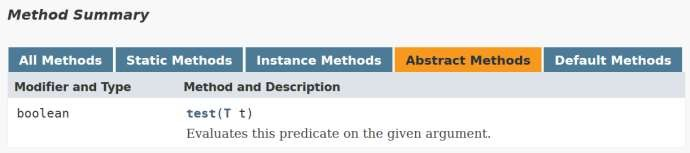 Method Summary
All Methods Static Methods Instance Methods Abstract Methods Default Methods
Modifier and Type Method and Description
boolean test(T t)
Evaluates this predicate on the given argument.